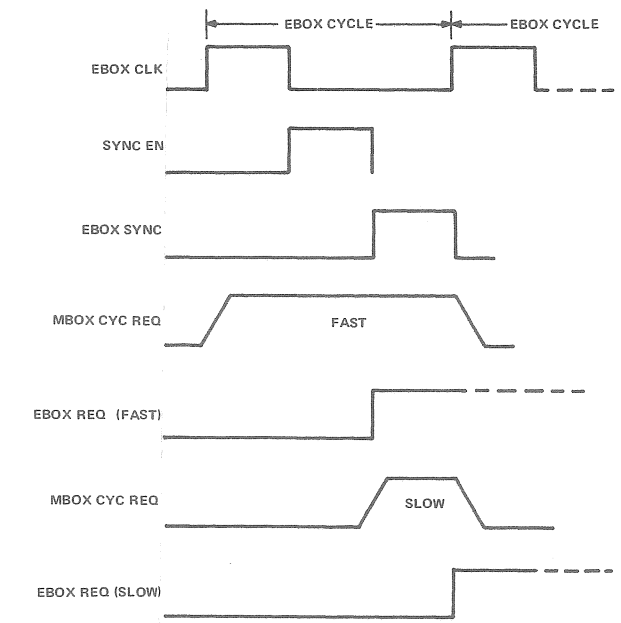 EBOX CYCLE EBOX CYCLE
EBOX CLK
SYNC EN
EBOX SYNC
MBOX CYC REQ
FAST
EBOX REQ (FAST)
MBOX CYC REQ
SLOW
EBOX REQ (SLOW)